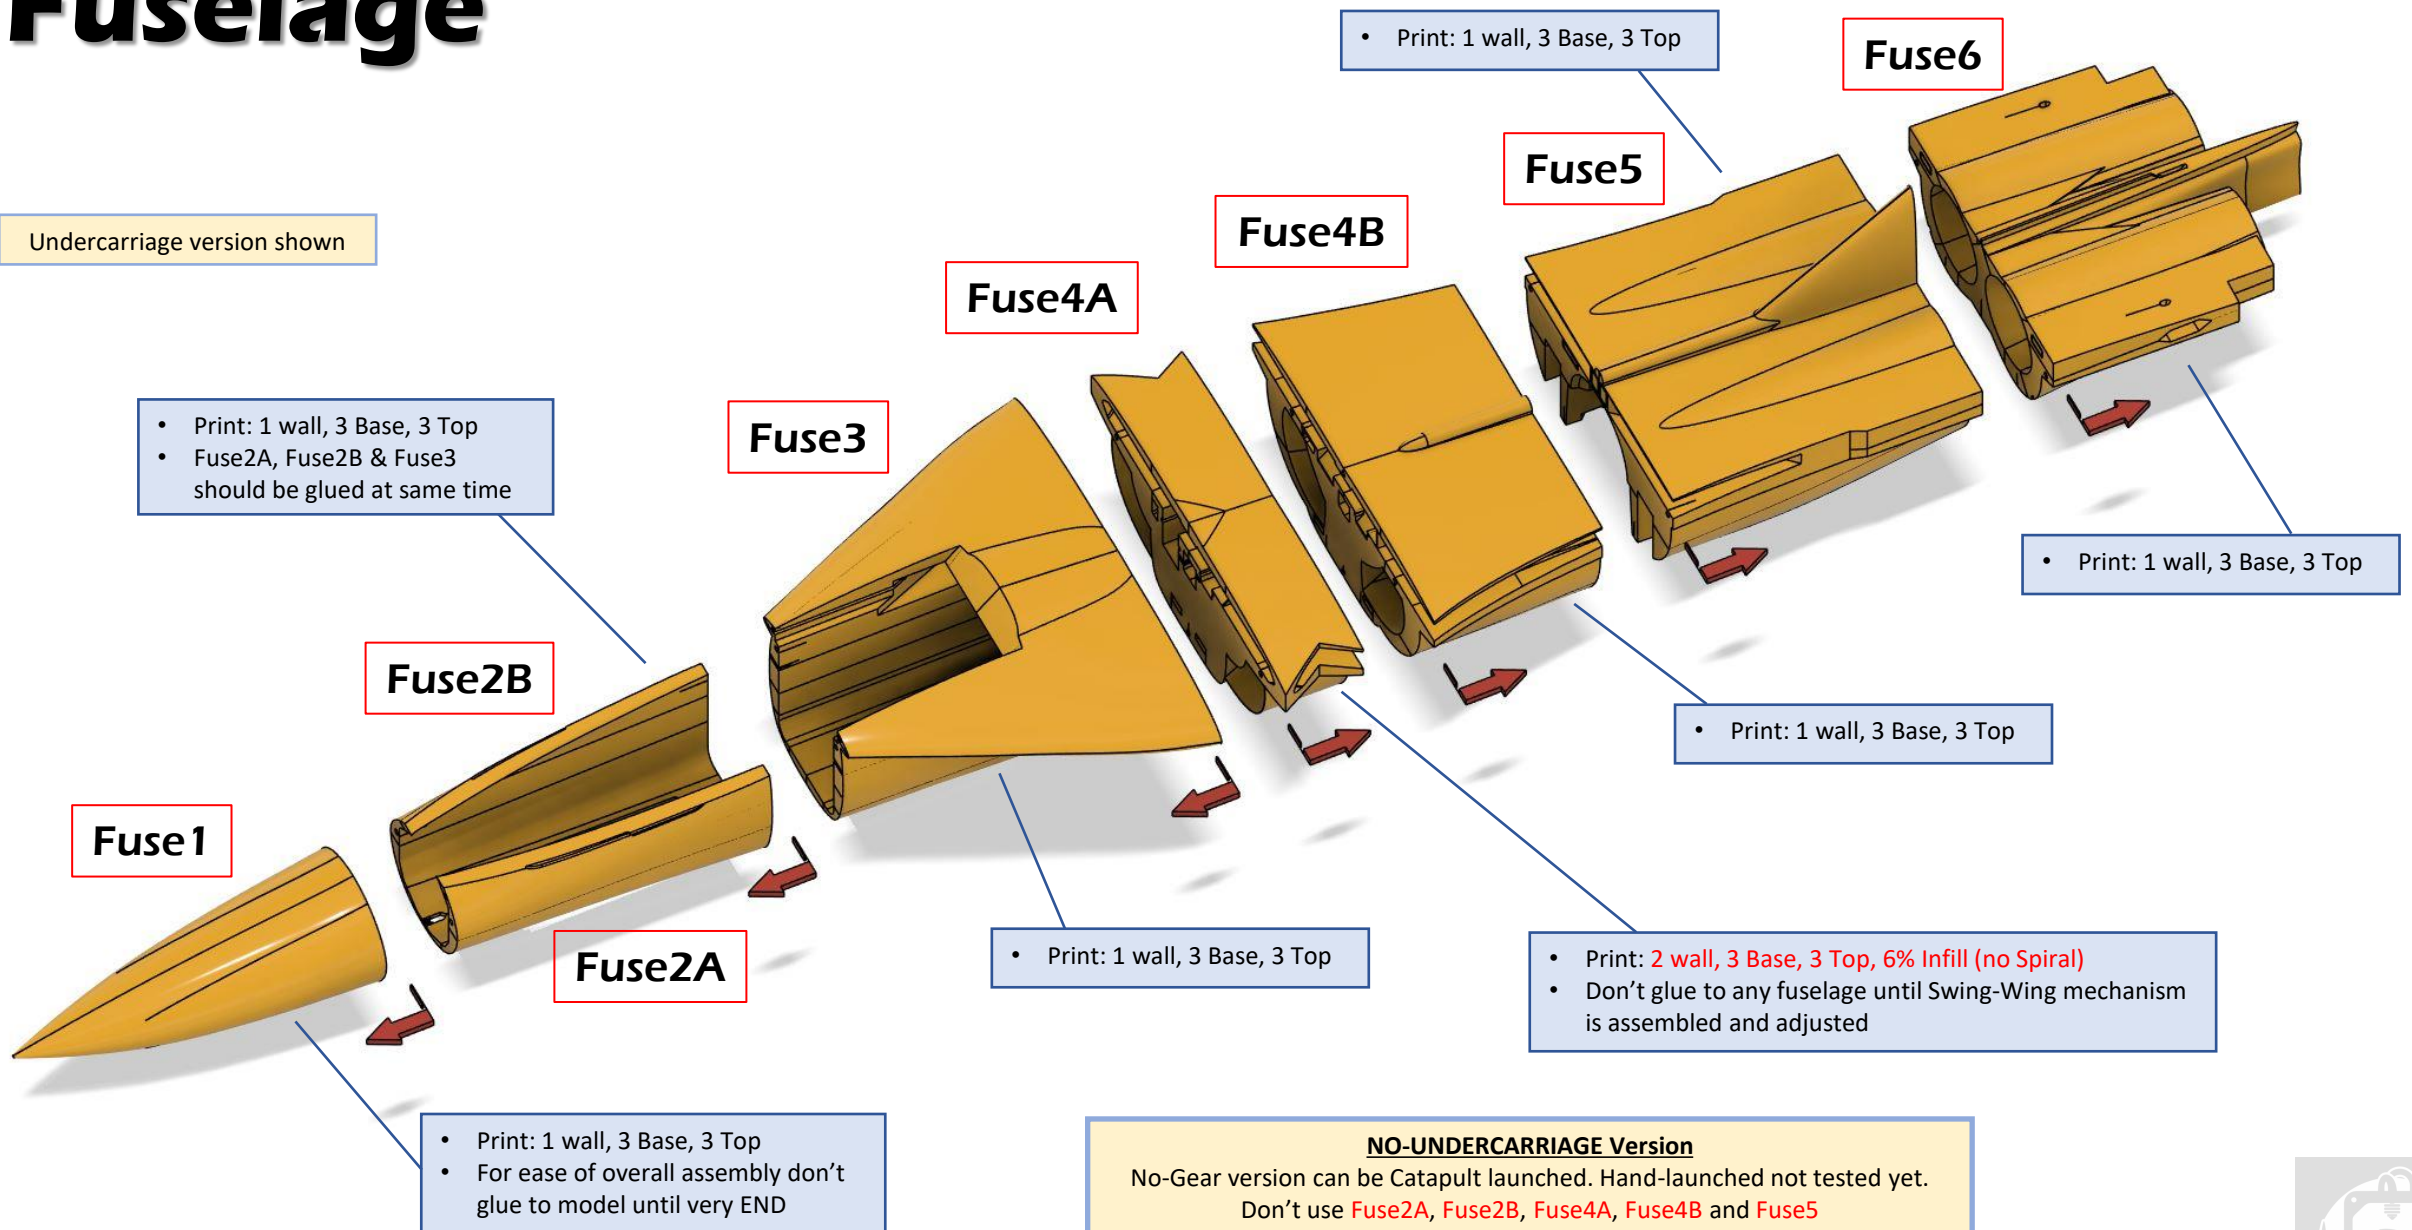 Fuselage
• Print: 1 wall, 3 Base, 3 Top
Fuse6
Fuse5
Undercarriage version shown
Fuse4B
Fuse4A
• Print: 1 wall, 3 Base, 3 Top
• Fuse2A, Fuse2B & Fuse3
should be glued at same time
Fuse3
• Print: 1 wall, 3 Base, 3 Top
Fuse2B
• Print: 1 wall, 3 Base, 3 Top
Fuse1
Fuse2A
• Print: 1 wall, 3 Base, 3 Top
• Print: 2 wall, 3 Base, 3 Top, 6% Infill (no Spiral)
• Don’t glue to any fuselage until Swing-Wing mechanism
is assembled and adjusted
• Print: 1 wall, 3 Base, 3 Top
• For ease of overall assembly don’t
glue to model until very END
NO-UNDERCARRIAGE Version
No-Gear version can be Catapult launched. Hand-launched not tested yet.
Don’t use Fuse2A, Fuse2B, Fuse4A, Fuse4B and Fuse5